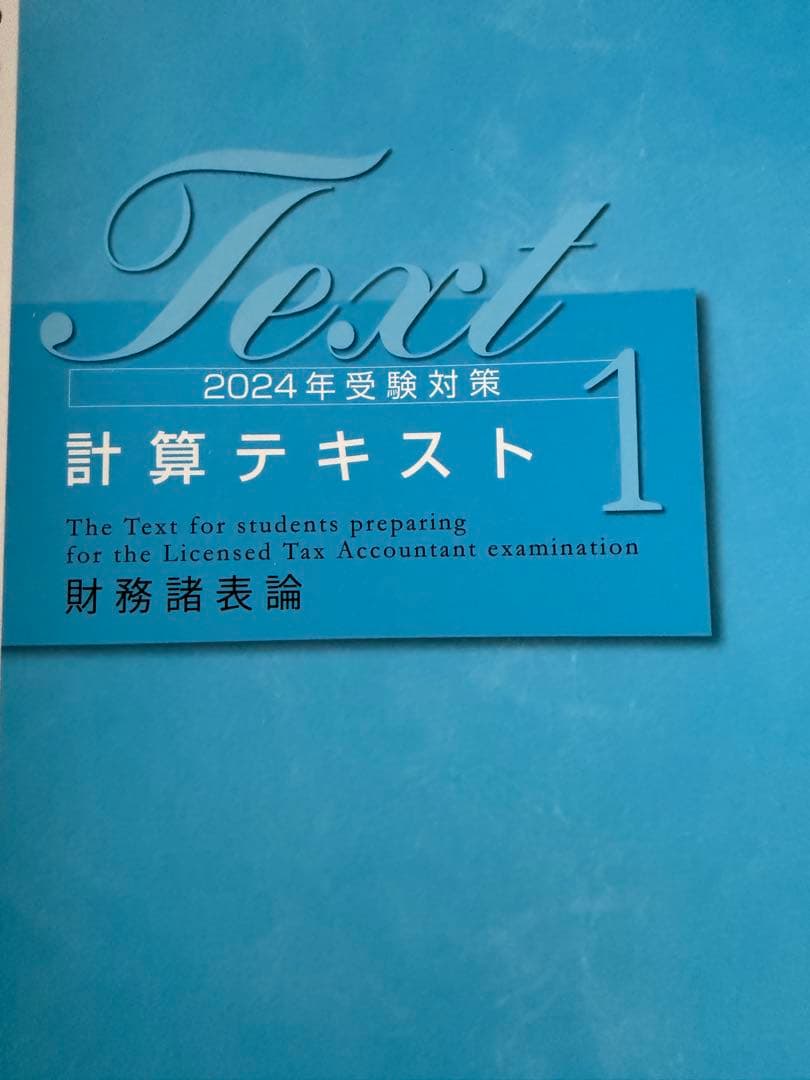 Text
2024年受験対策
計算テキスト 1
The Text for students preparing
for the Licensed Tax Accountant examination
財務諸表論